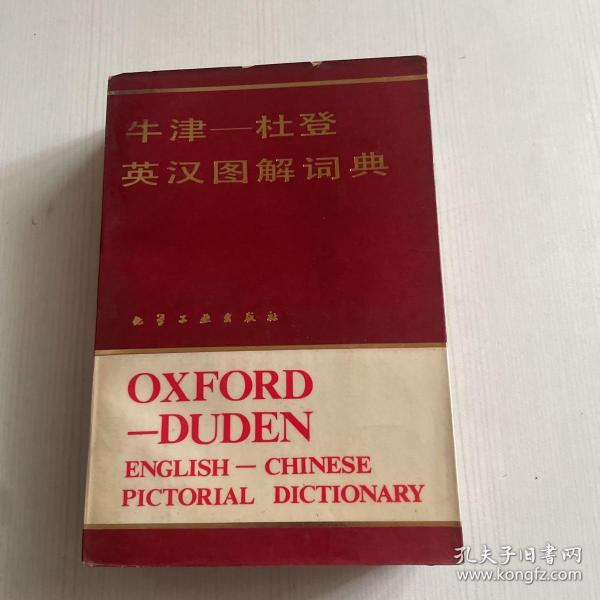 牛津—杜登
英汉图解词典
化学工业出版社
OXFORD
—DUDEN
ENGLISH — CHINESE
PICTORIAL DICTIONARY
孔夫子旧书网
www.kongfz.com